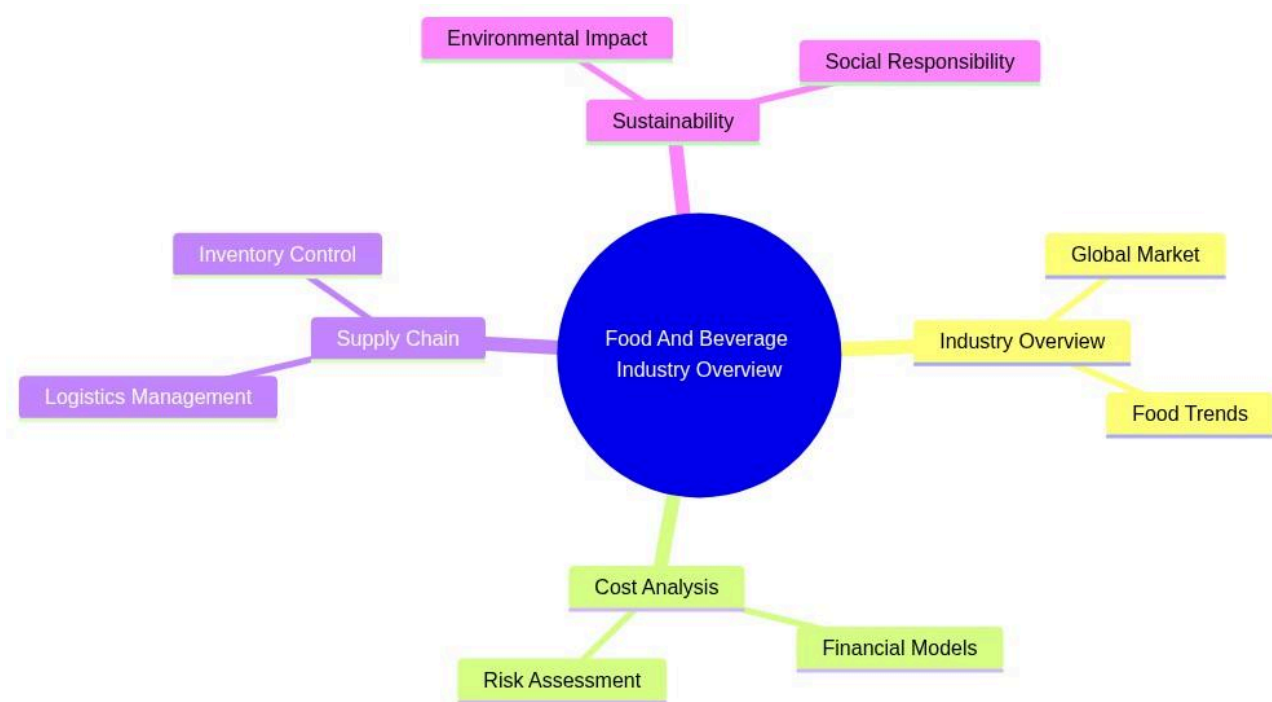 Environmental Impact
Social Responsibility
Sustainability
Inventory Control
Global Market
Supply Chain
Food And Beverage
Industry Overview
Industry Overview
Logistics Management
Food Trends
Cost Analysis
Financial Models
Risk Assessment